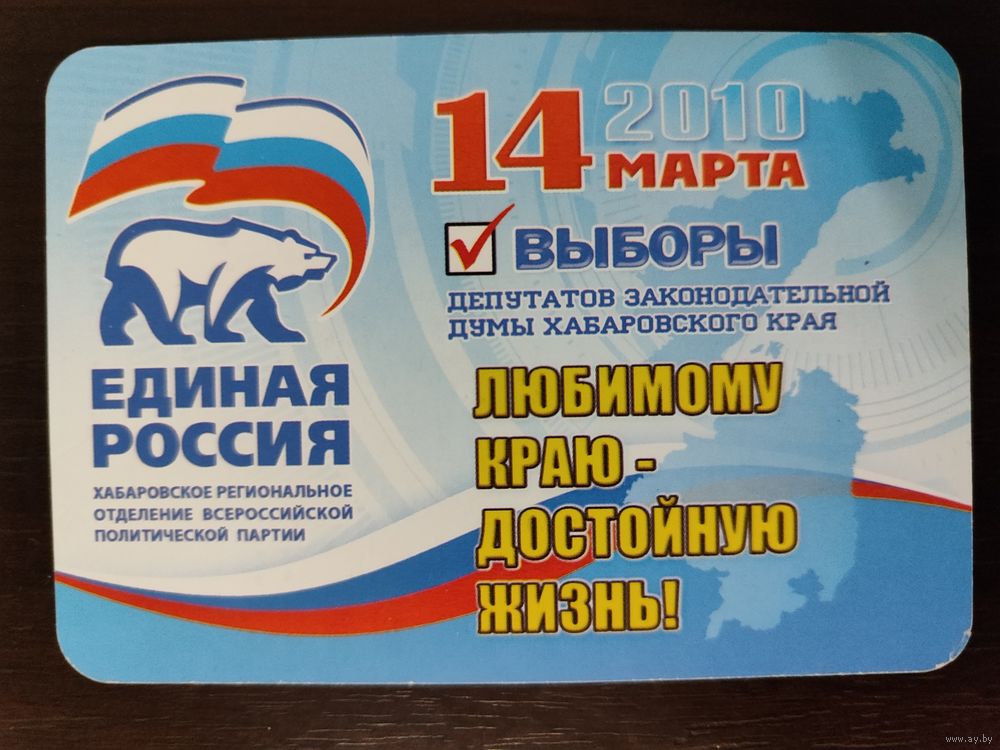 ЕДИНАЯ
РОССИЯ
ХАБАРОВСКОЕ РЕГИОНАЛЬНОЕ
ОТДЕЛЕНИЕ ВСЕРОССИЙСКОЙ
ПОЛИТИЧЕСКОЙ ПАРТИИ
14 2010
МАРТА
ВЫБОРЫ
ДЕПУТАТОВ ЗАКОНОДАТЕЛЬНОЙ
ДУМЫ ХАБАРОВСКОГО КРАЯ
ЛЮБИМОМУ
КРАЮ -
ДОСТОЙНУЮ
ЖИЗНЬ!
www.ay.by